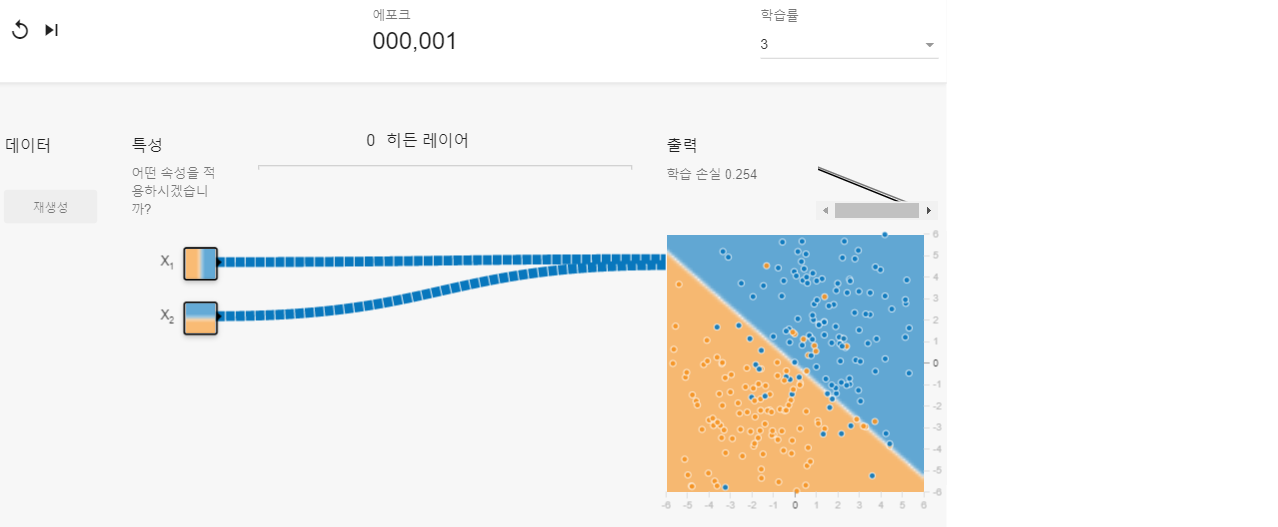 에포크
000,001
학습률
3
데이터
재생성
특성
어떤 속성을 적
용하시겠습니
까?
0 히든 레이어
출력
학습 손실 0.254
X1
X2
6
5
4
3
2
1
0
-1
-2
-3
-4
-5
-6
-6 -5 -4 -3 -2 -1 0 1 2 3 4 5 6